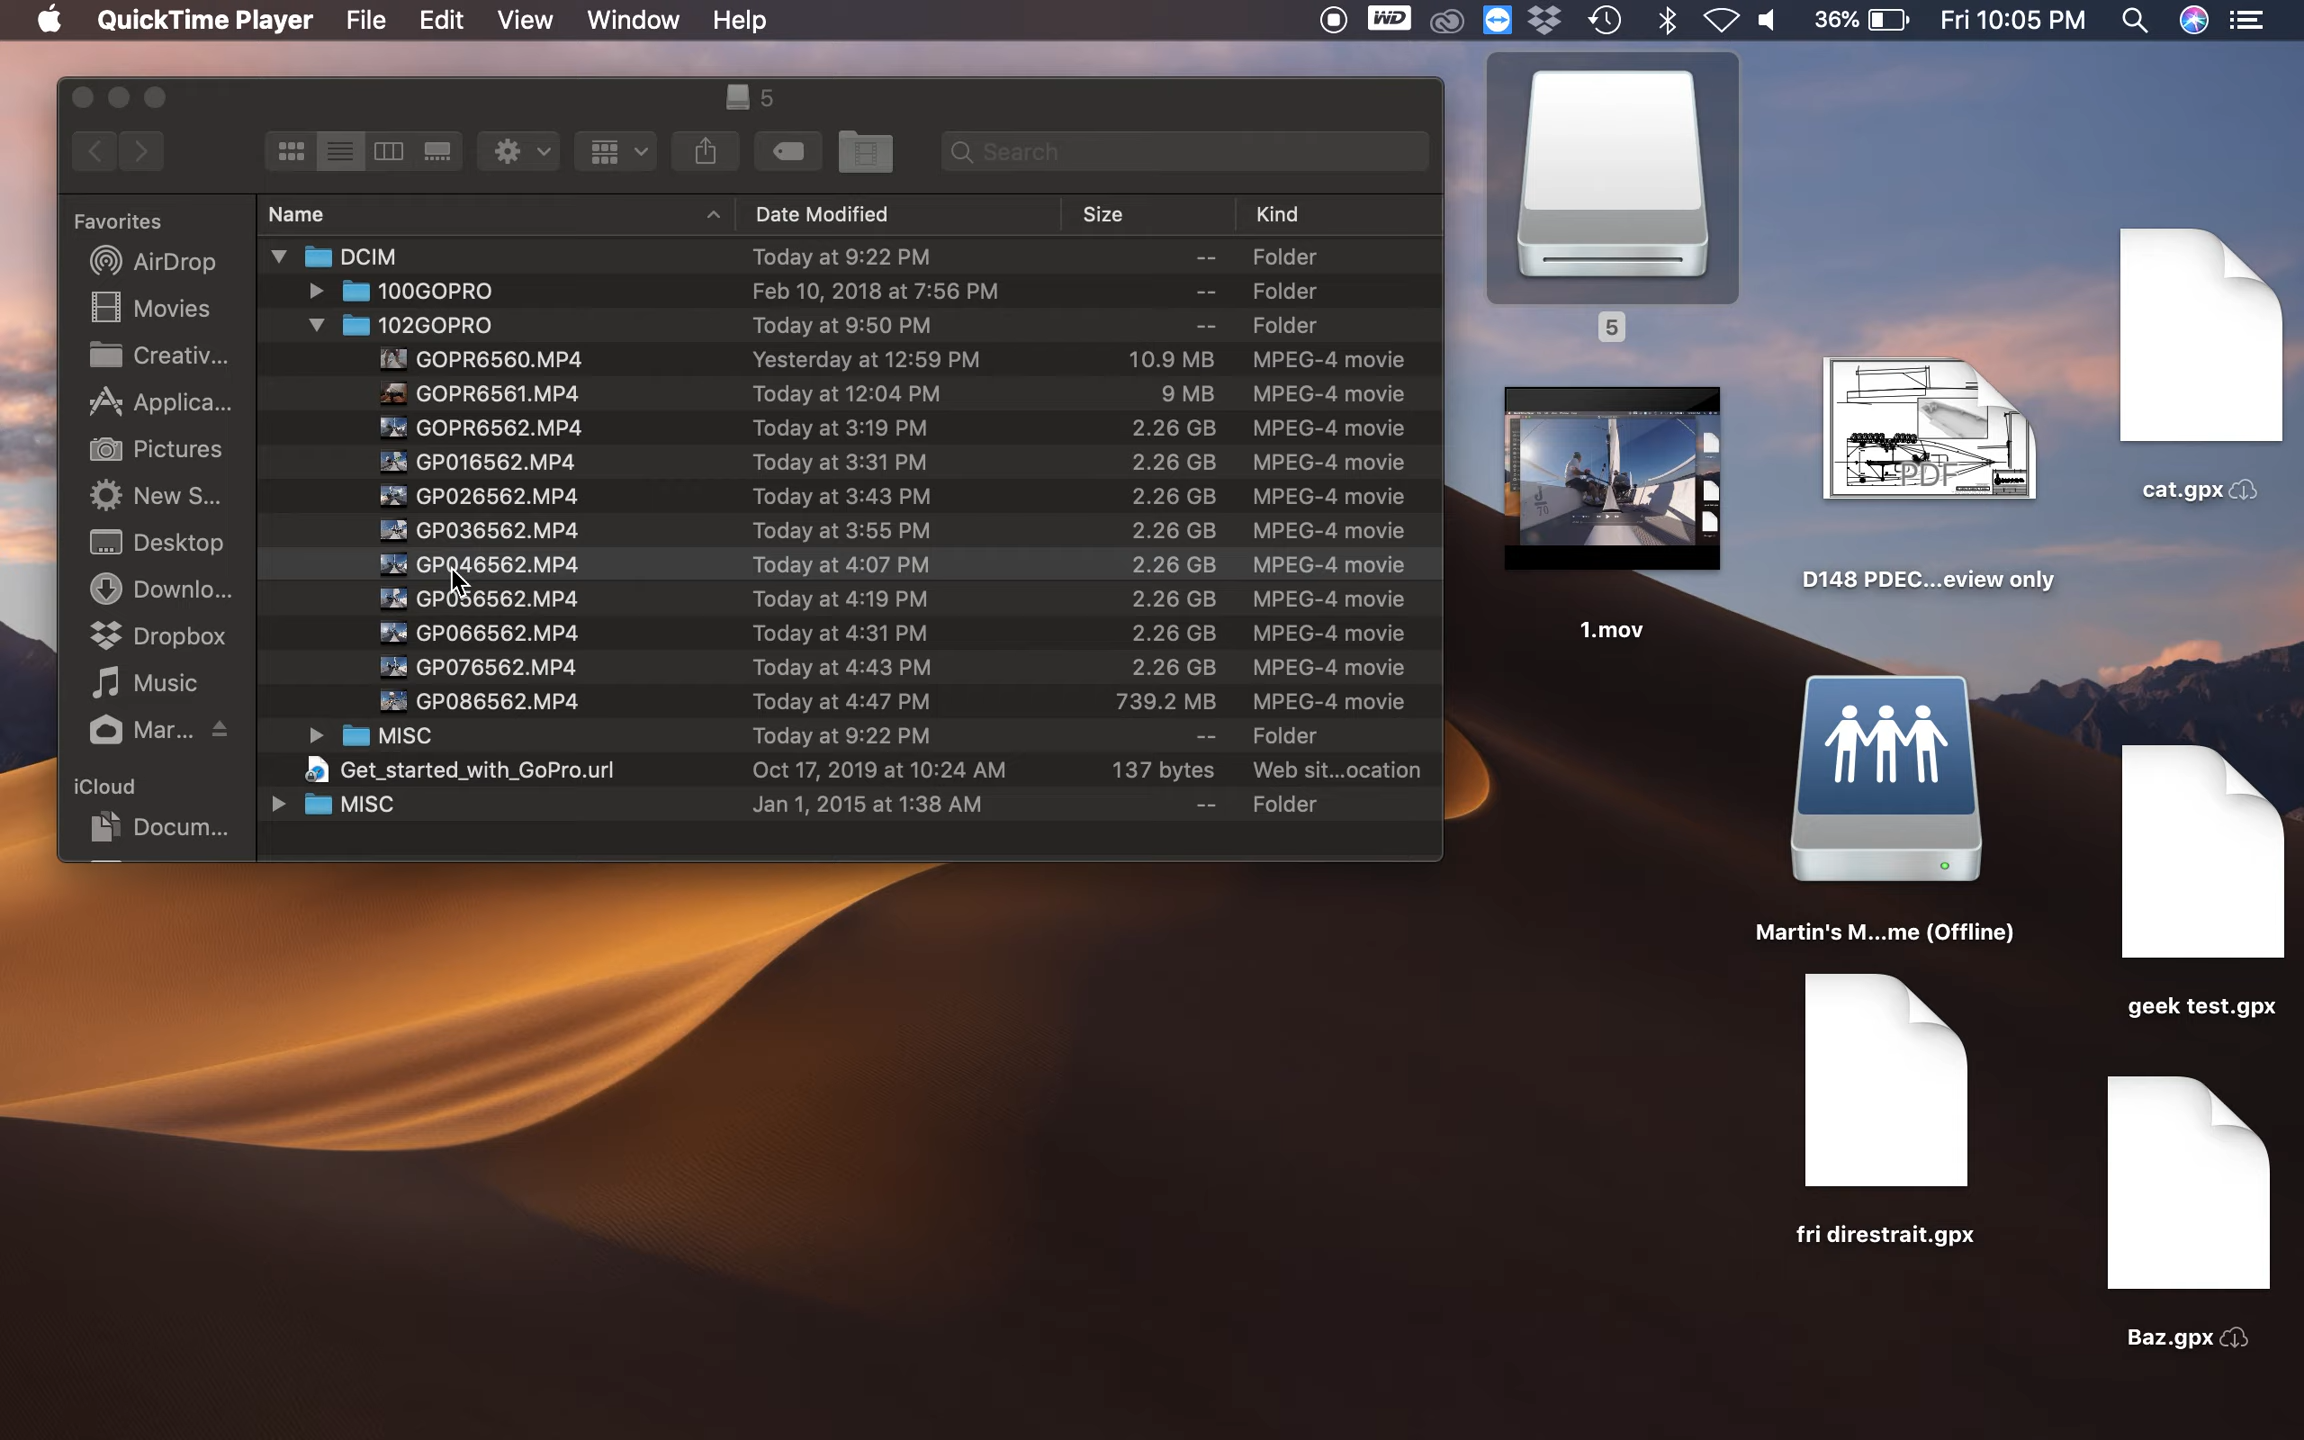 QuickTime Player File Edit View Window Help WD 36% Fri 10:05 PM
5
Search
Favorites
AirDrop
Movies
Creativ...
Applica...
Pictures
New S...
Desktop
Downlo...
Dropbox
Music
Mar...
iCloud
Docum...
Name Date Modified Size Kind
DCIM Today at 9:22 PM -- Folder
100GOPRO Feb 10, 2018 at 7:56 PM -- Folder
102GOPRO Today at 9:50 PM -- Folder
GOPR6560.MP4 Yesterday at 12:59 PM 10.9 MB MPEG-4 movie
GOPR6561.MP4 Today at 12:04 PM 9 MB MPEG-4 movie
GOPR6562.MP4 Today at 3:19 PM 2.26 GB MPEG-4 movie
GP016562.MP4 Today at 3:31 PM 2.26 GB MPEG-4 movie
GP026562.MP4 Today at 3:43 PM 2.26 GB MPEG-4 movie
GP036562.MP4 Today at 3:55 PM 2.26 GB MPEG-4 movie
GP046562.MP4 Today at 4:07 PM 2.26 GB MPEG-4 movie
GP056562.MP4 Today at 4:19 PM 2.26 GB MPEG-4 movie
GP066562.MP4 Today at 4:31 PM 2.26 GB MPEG-4 movie
GP076562.MP4 Today at 4:43 PM 2.26 GB MPEG-4 movie
GP086562.MP4 Today at 4:47 PM 739.2 MB MPEG-4 movie
MISC Today at 9:22 PM -- Folder
Get_started_with_GoPro.url Oct 17, 2019 at 10:24 AM 137 bytes Web sit...ocation
MISC Jan 1, 2015 at 1:38 AM -- Folder
5
J
70
1.mov
PDF
D148 PDEC...eview only
cat.gpx
Martin's M...me (Offline)
geek test.gpx
fri direstrait.gpx
Baz.gpx